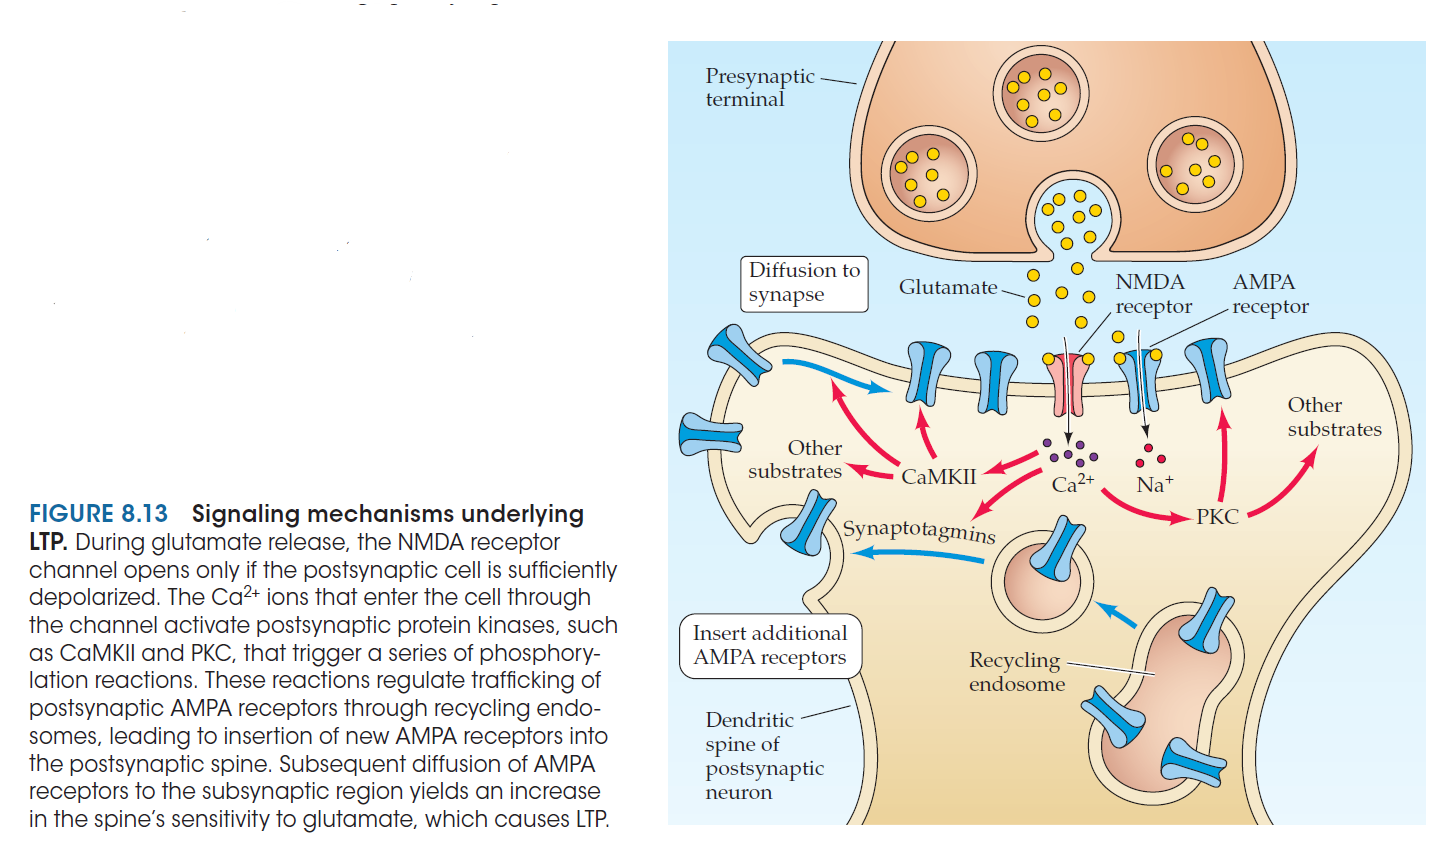 FIGURE 8.13 Signaling mechanisms underlying
LTP. During glutamate release, the NMDA receptor
channel opens only if the postsynaptic cell is sufficiently
depolarized. The Ca2+ ions that enter the cell through
the channel activate postsynaptic protein kinases, such
as CaMKII and PKC, that trigger a series of phosphory-
lation reactions. These reactions regulate trafficking of
postsynaptic AMPA receptors through recycling endo-
somes, leading to insertion of new AMPA receptors into
the postsynaptic spine. Subsequent diffusion of AMPA
receptors to the subsynaptic region yields an increase
in the spine’s sensitivity to glutamate, which causes LTP.
Presynaptic
terminal
Diffusion to
synapse
Glutamate
NMDA
receptor
AMPA
receptor
Other
substrates
Other
substrates
CaMKII
Ca2+
Na+
PKC
Synaptotagmins
Insert additional
AMPA receptors
Recycling
endosome
Dendritic
spine of
postsynaptic
neuron